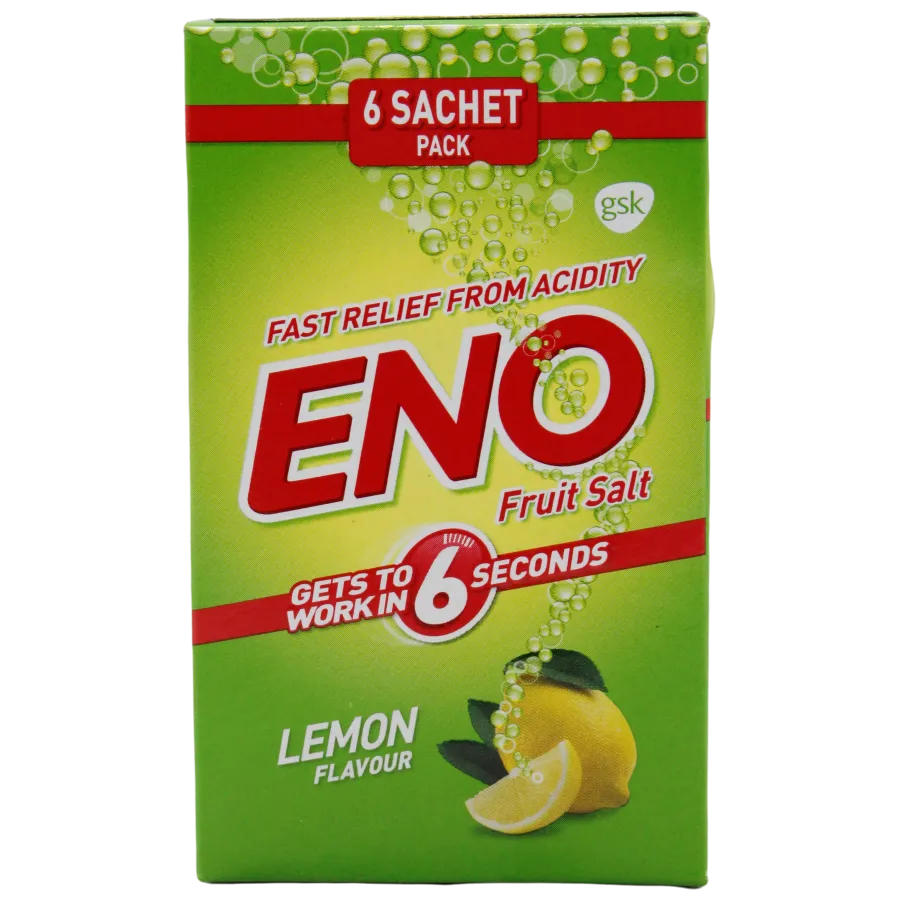 6 SACHET
PACK
gsk
FAST RELIEF FROM ACIDITY
ENO
Fruit Salt
GETS TO
WORK IN
6
SECONDS
LEMON
FLAVOUR